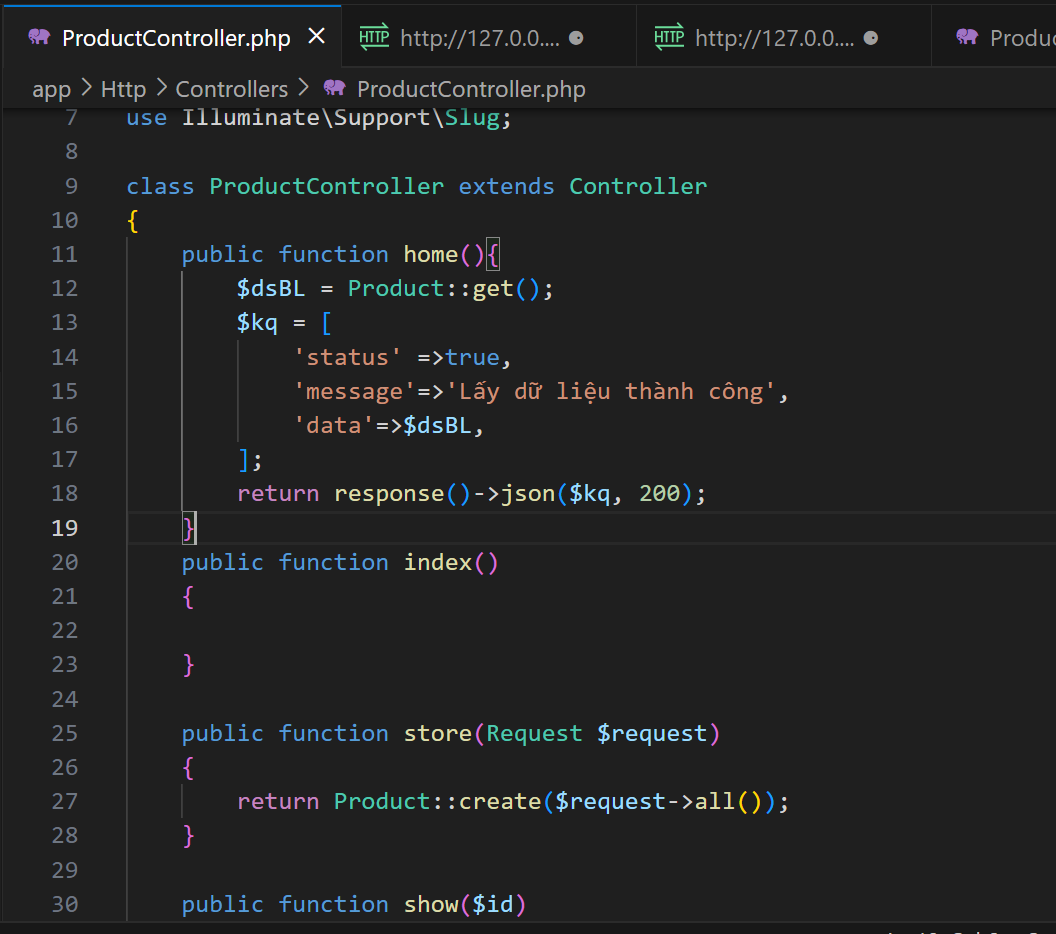 ProductController.php × HTTP http://127.0.0.... ● HTTP http://127.0.0.... ● Produc
app > Http > Controllers > ProductController.php
7 use Illuminate\Support\Slug;
8
9 class ProductController extends Controller
10 {
11 public function home(){
12 $dsBL = Product::get();
13 $kq = [
14 'status' =>true,
15 'message'=>'Lấy dữ liệu thành công',
16 'data'=>$dsBL,
17 ];
18 return response()->json($kq, 200);
19 }
20 public function index()
21 {
22
23 }
24
25 public function store(Request $request)
26 {
27 return Product::create($request->all());
28 }
29
30 public function show($id)